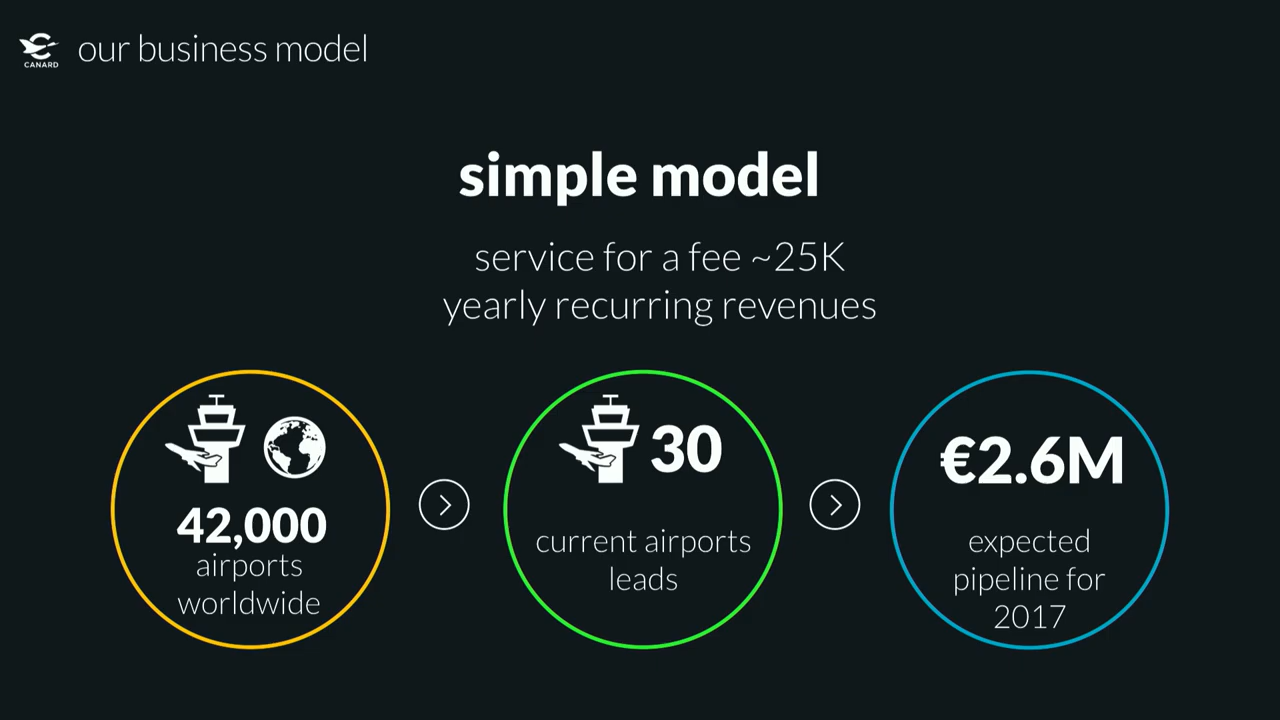 CANARD
our business model
simple model
service for a fee ~25K
yearly recurring revenues
42,000
airports
worldwide
30
current airports
leads
€2.6M
expected
pipeline for
2017